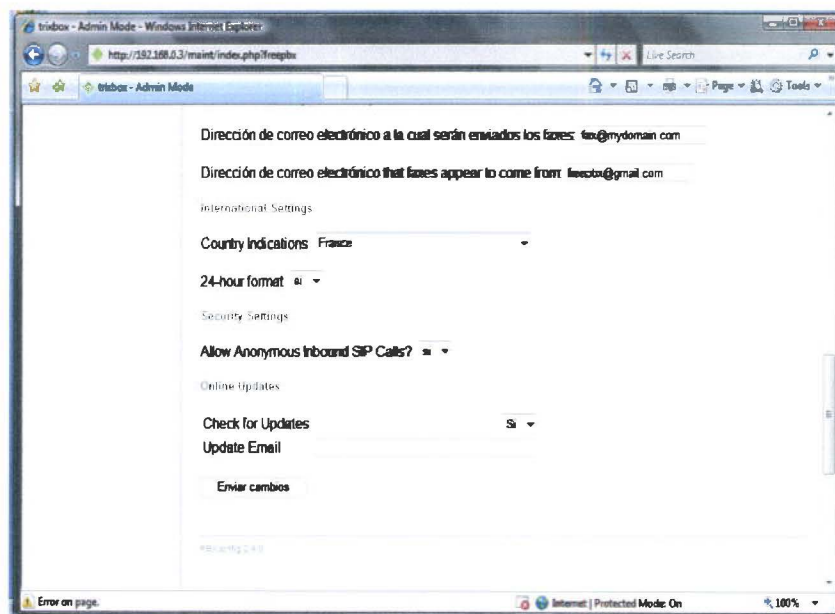 trixbox - Admin Mode - Windows Internet Explorer
http://192.168.0.3/maint/index.php?freepbx
Live Search
trixbox - Admin Mode
Page
Tools
Dirección de correo electrónico a la cual serán enviados los faxes: fax@mydomain.com
Dirección de correo electrónico that faxes appear to come from: freepbx@gmail.com
International Settings
Country Indications France
24-hour format si
Security Settings
Allow Anonymous Inbound SIP Calls? si
Online Updates
Check for Updates Si
Update Email
Enviar cambios
Error on page.
Internet | Protected Mode: On
100%